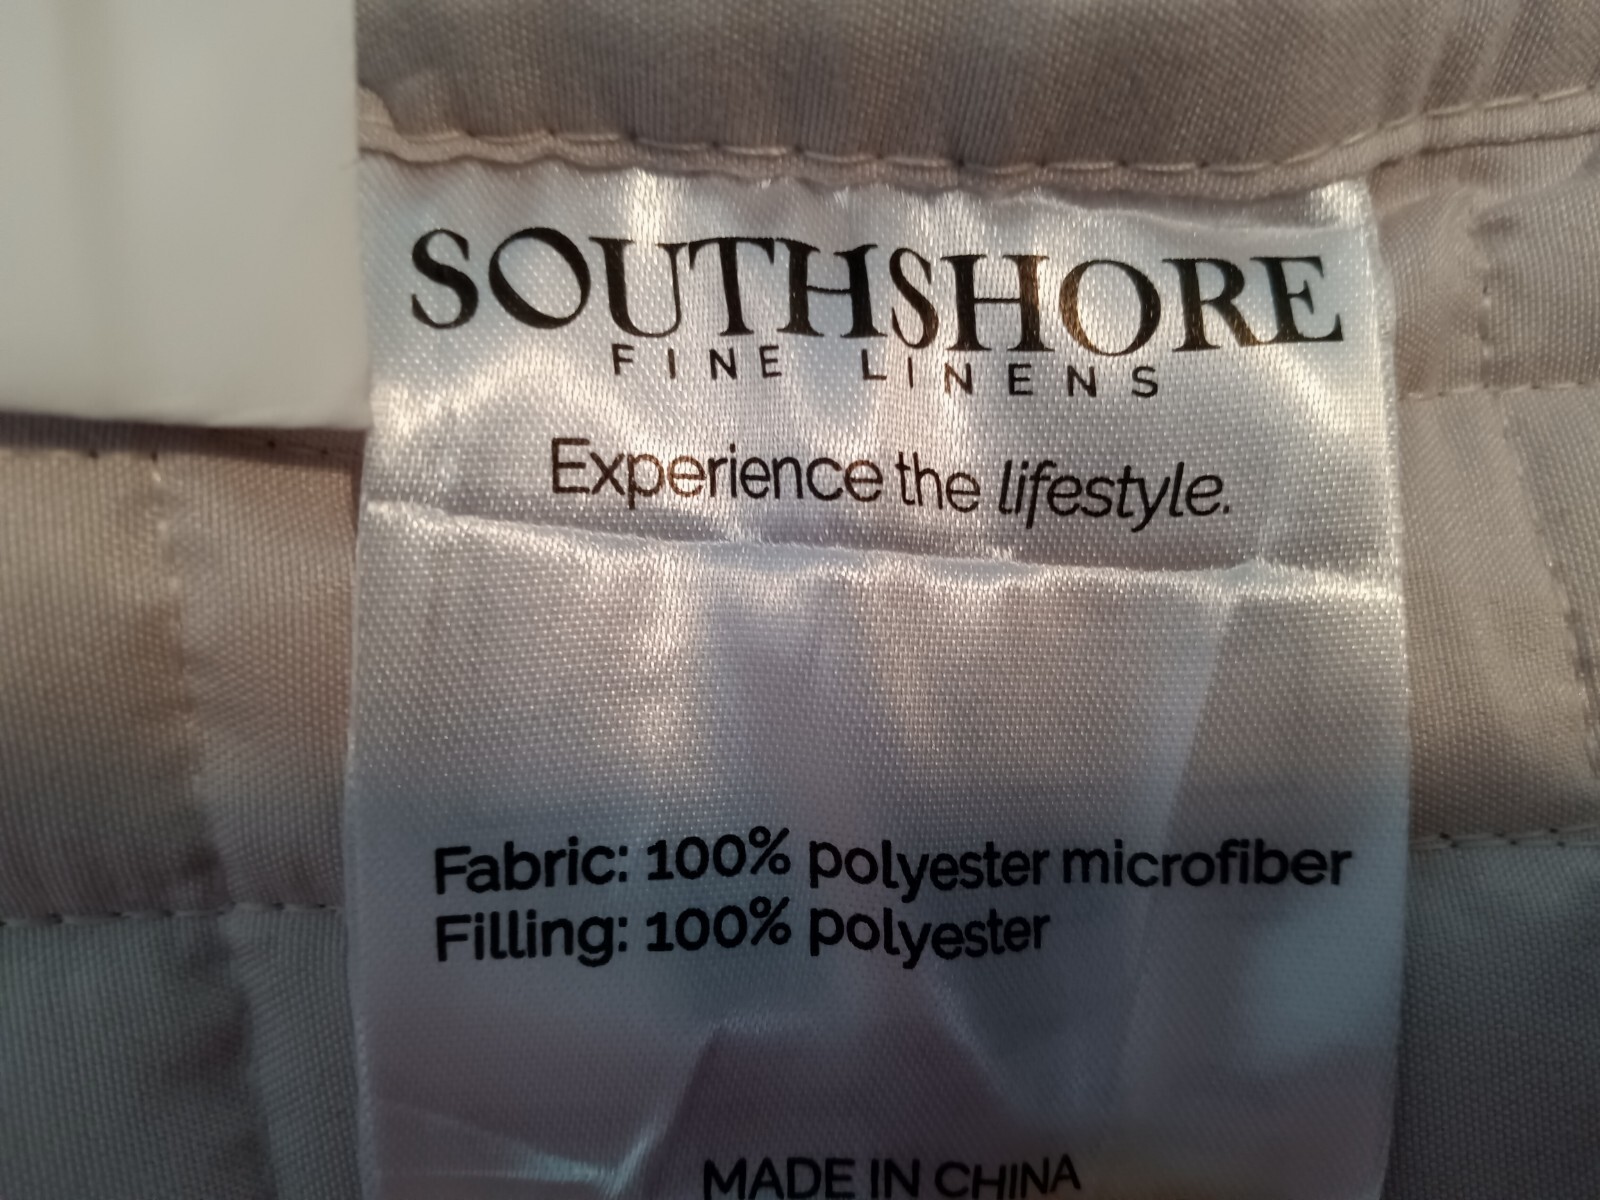 SOUTHSHORE
FINE LINENS
Experience the lifestyle.
Fabric: 100% polyester microfiber
Filling: 100% polyester
MADE IN CHINA